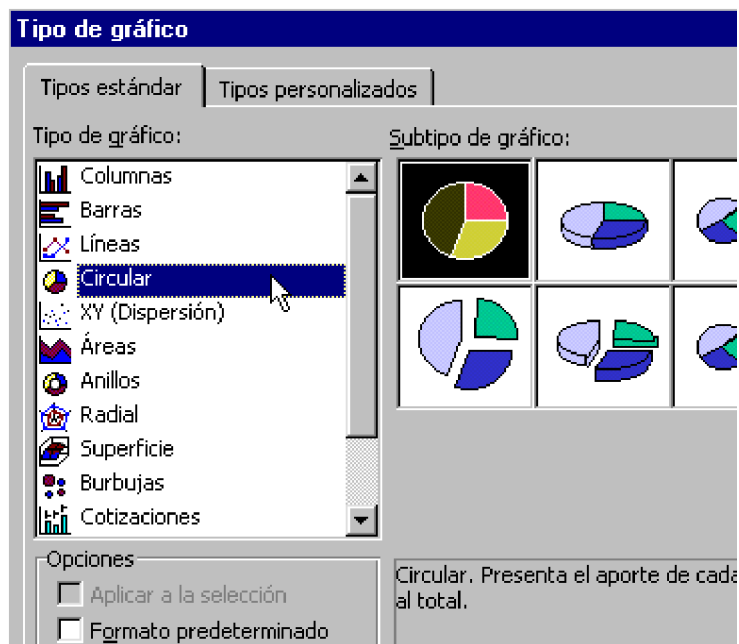 Tipo de gráfico
Tipos estándar
Tipos personalizados
Tipo de gráfico:
Subtipo de gráfico:
Columnas
Barras
Líneas
Circular
XY (Dispersión)
Áreas
Anillos
Radial
Superficie
Burbujas
Cotizaciones
Opciones
Aplicar a la selección
Formato predeterminado
Circular. Presenta el aporte de cada
al total.